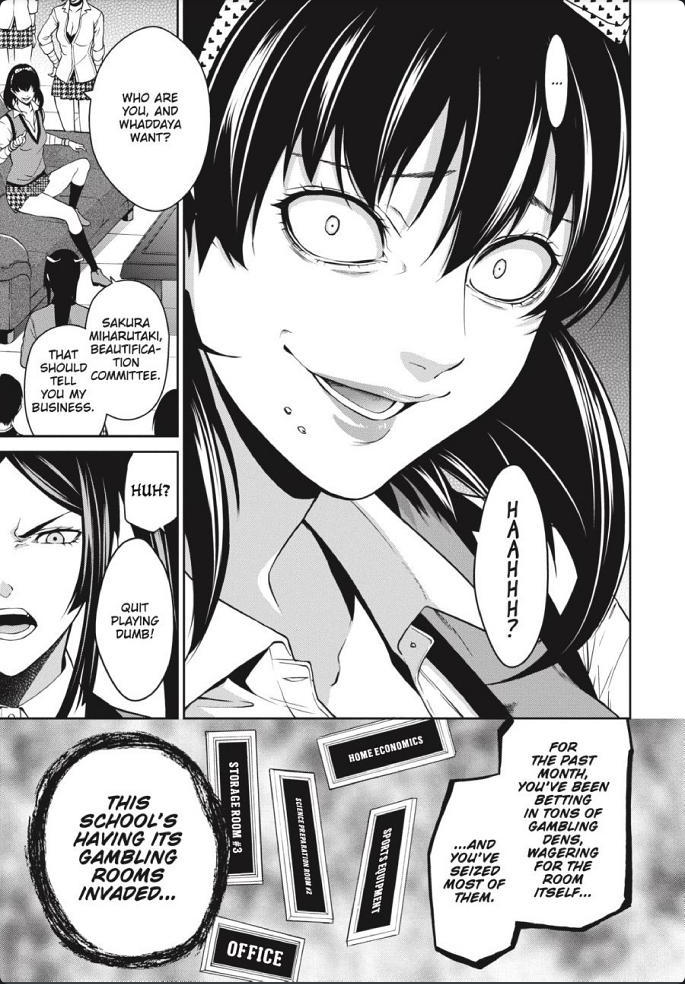 ...
HAAHHH?
WHO ARE
YOU, AND
WHADDAYA
WANT?
SAKURA
MIHARUTAKI,
BEAUTIFICA-
TION
COMMITTEE.
THAT
SHOULD
TELL
YOU MY
BUSINESS.
HUH?
QUIT
PLAYING
DUMB!
FOR
THE PAST
MONTH,
YOU'VE BEEN
BETTING
IN TONS OF
GAMBLING
DENS,
WAGERING
FOR THE
ROOM
ITSELF...
...AND
YOU'VE
SEIZED
MOST OF
THEM.
HOME ECONOMICS
SPORTS EQUIPMENT
SCIENCE PREPARATION ROOM #2
STORAGE ROOM #3
OFFICE
THIS
SCHOOL'S
HAVING ITS
GAMBLING
ROOMS
INVADED...